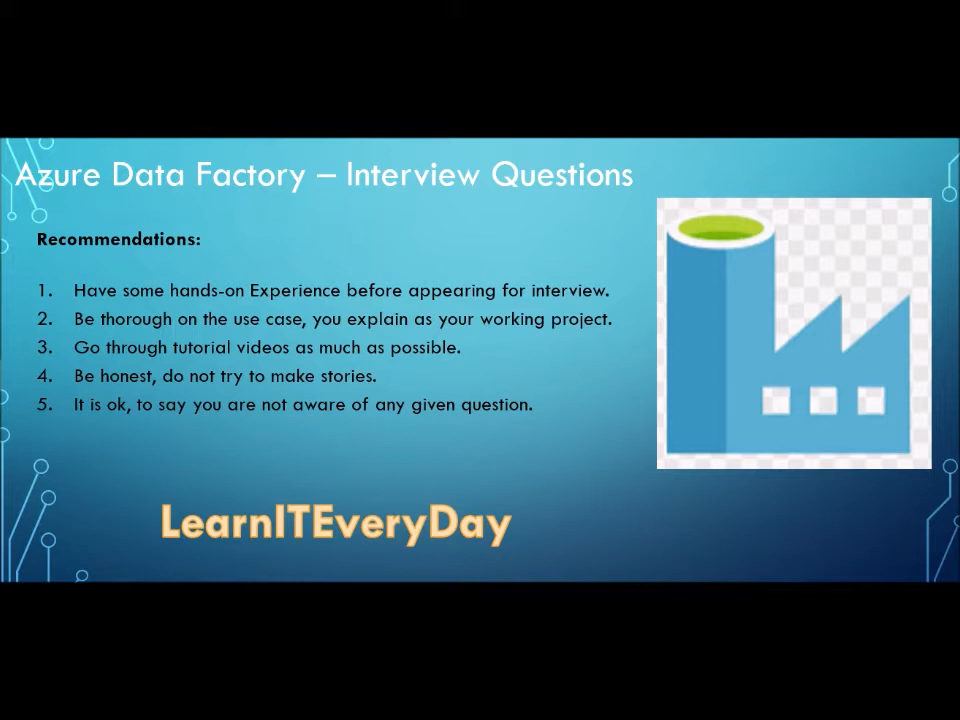 Azure Data Factory – Interview Questions
Recommendations:
1. Have some hands-on Experience before appearing for interview.
2. Be thorough on the use case, you explain as your working project.
3. Go through tutorial videos as much as possible.
4. Be honest, do not try to make stories.
5. It is ok, to say you are not aware of any given question.
LearnITEveryDay